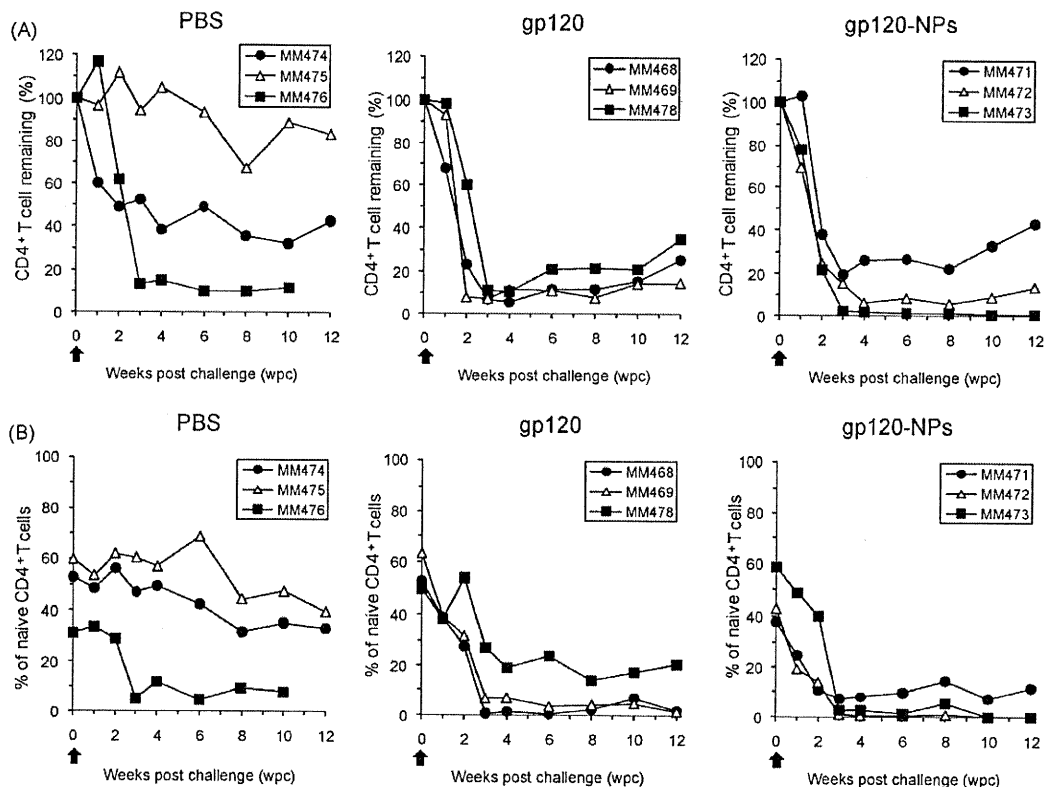 (A)
PBS
CD4+ T cell remaining (%)
120
100
80
60
40
20
0
0 2 4 6 8 10 12
Weeks post challenge (wpc)
MM474
MM475
MM476
gp120
CD4+ T cell remaining (%)
120
100
80
60
40
20
0
0 2 4 6 8 10 12
Weeks post challenge (wpc)
MM468
MM469
MM478
gp120-NPs
CD4+ T cell remaining (%)
120
100
80
60
40
20
0
0 2 4 6 8 10 12
Weeks post challenge (wpc)
MM471
MM472
MM473
(B)
PBS
% of naive CD4+ T cells
100
80
60
40
20
0
0 2 4 6 8 10 12
Weeks post challenge (wpc)
MM474
MM475
MM476
gp120
% of naive CD4+ T cells
100
80
60
40
20
0
0 2 4 6 8 10 12
Weeks post challenge (wpc)
MM468
MM469
MM478
gp120-NPs
% of naive CD4+ T cells
100
80
60
40
20
0
0 2 4 6 8 10 12
Weeks post challenge (wpc)
MM471
MM472
MM473